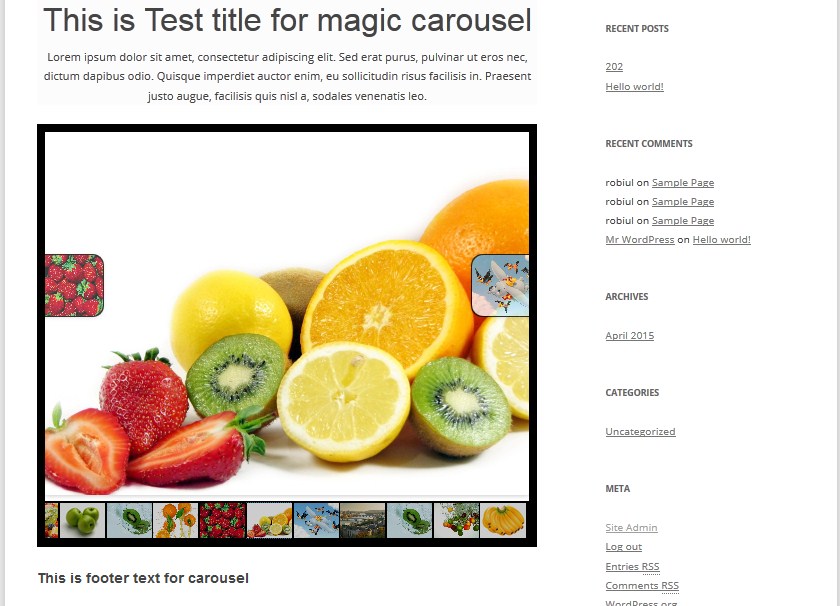 This is Test title for magic carousel
Lorem ipsum dolor sit amet, consectetur adipiscing elit. Sed erat purus, pulvinar ut eros nec,
dictum dapibus odio. Quisque imperdiet auctor enim, eu sollicitudin risus facilisis in. Praesent
justo augue, facilisis quis nisl a, sodales venenatis leo.
This is footer text for carousel
RECENT POSTS
202
Hello world!
RECENT COMMENTS
robiul on Sample Page
robiul on Sample Page
robiul on Sample Page
Mr WordPress on Hello world!
ARCHIVES
April 2015
CATEGORIES
Uncategorized
META
Site Admin
Log out
Entries RSS
Comments RSS
WordPress.org